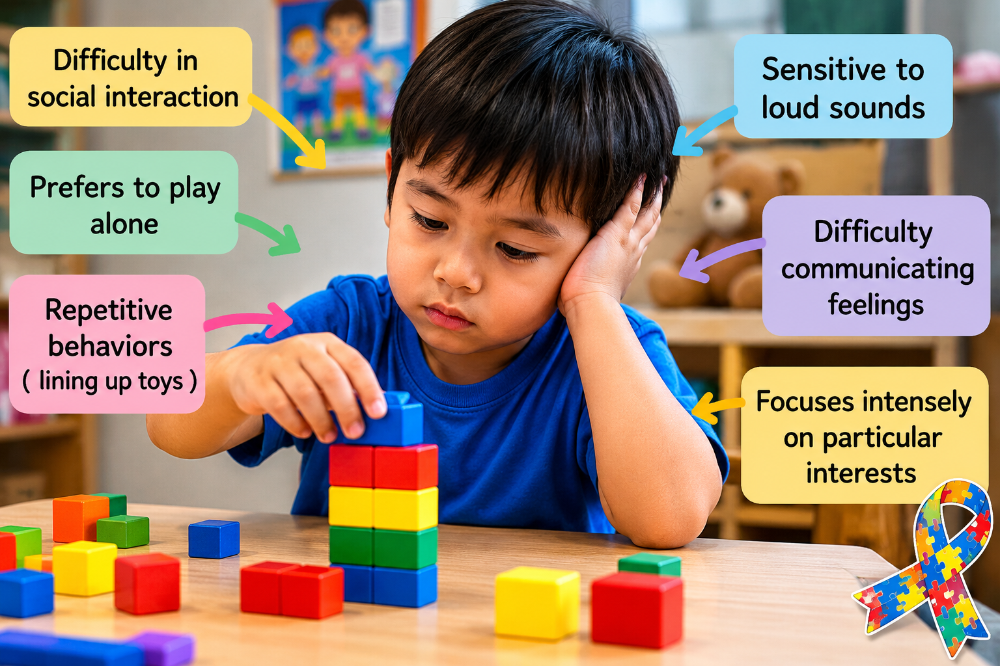 Difficulty in
social interaction
Prefers to play
alone
Repetitive
behaviors
( lining up toys )
Sensitive to
loud sounds
Difficulty
communicating
feelings
Focuses intensely
on particular
interests